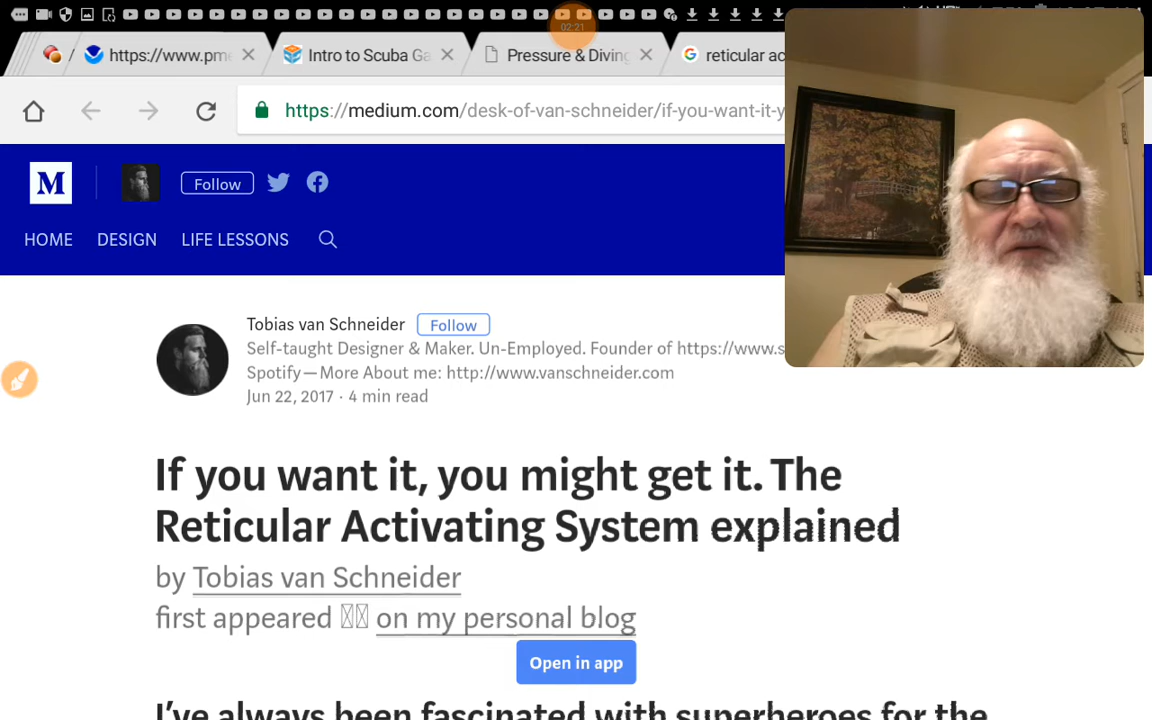 02:21
https://www.pme
Intro to Scuba Ga
Pressure & Diving
reticular ac
https://medium.com/desk-of-van-schneider/if-you-want-it-y
M
Follow
HOME
DESIGN
LIFE LESSONS
Tobias van Schneider
Follow
Self-taught Designer & Maker. Un-Employed. Founder of https://www.s
Spotify — More About me: http://www.vanschneider.com
Jun 22, 2017 · 4 min read
If you want it, you might get it. The
Reticular Activating System explained
by Tobias van Schneider
first appeared on my personal blog
Open in app
I've always been fascinated with superheroes for the